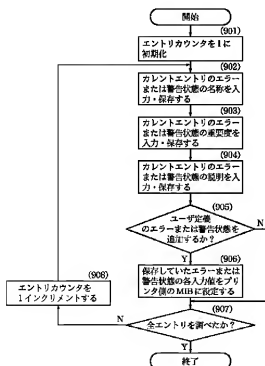 開始
(901)
エントリカウンタを1に
初期化
(902)
カレントエントリのエラー
または警告状態の名称を入
力・保存する
(903)
カレントエントリのエラー
または警告状態の重要度を
入力・保存する
(904)
カレントエントリのエラー
または警告状態の説明を入
力・保存する
(905)
ユーザ定義
のエラーまたは警告状態を
追加するか?
N
Y
(906)
保存していたエラーまたは
警告状態の各入力値をプリ
ンタ側のMIBに設定する
(908)
エントリカウンタを
1インクリメントする
(907)
N
全エントリを調べたか?
Y
終了